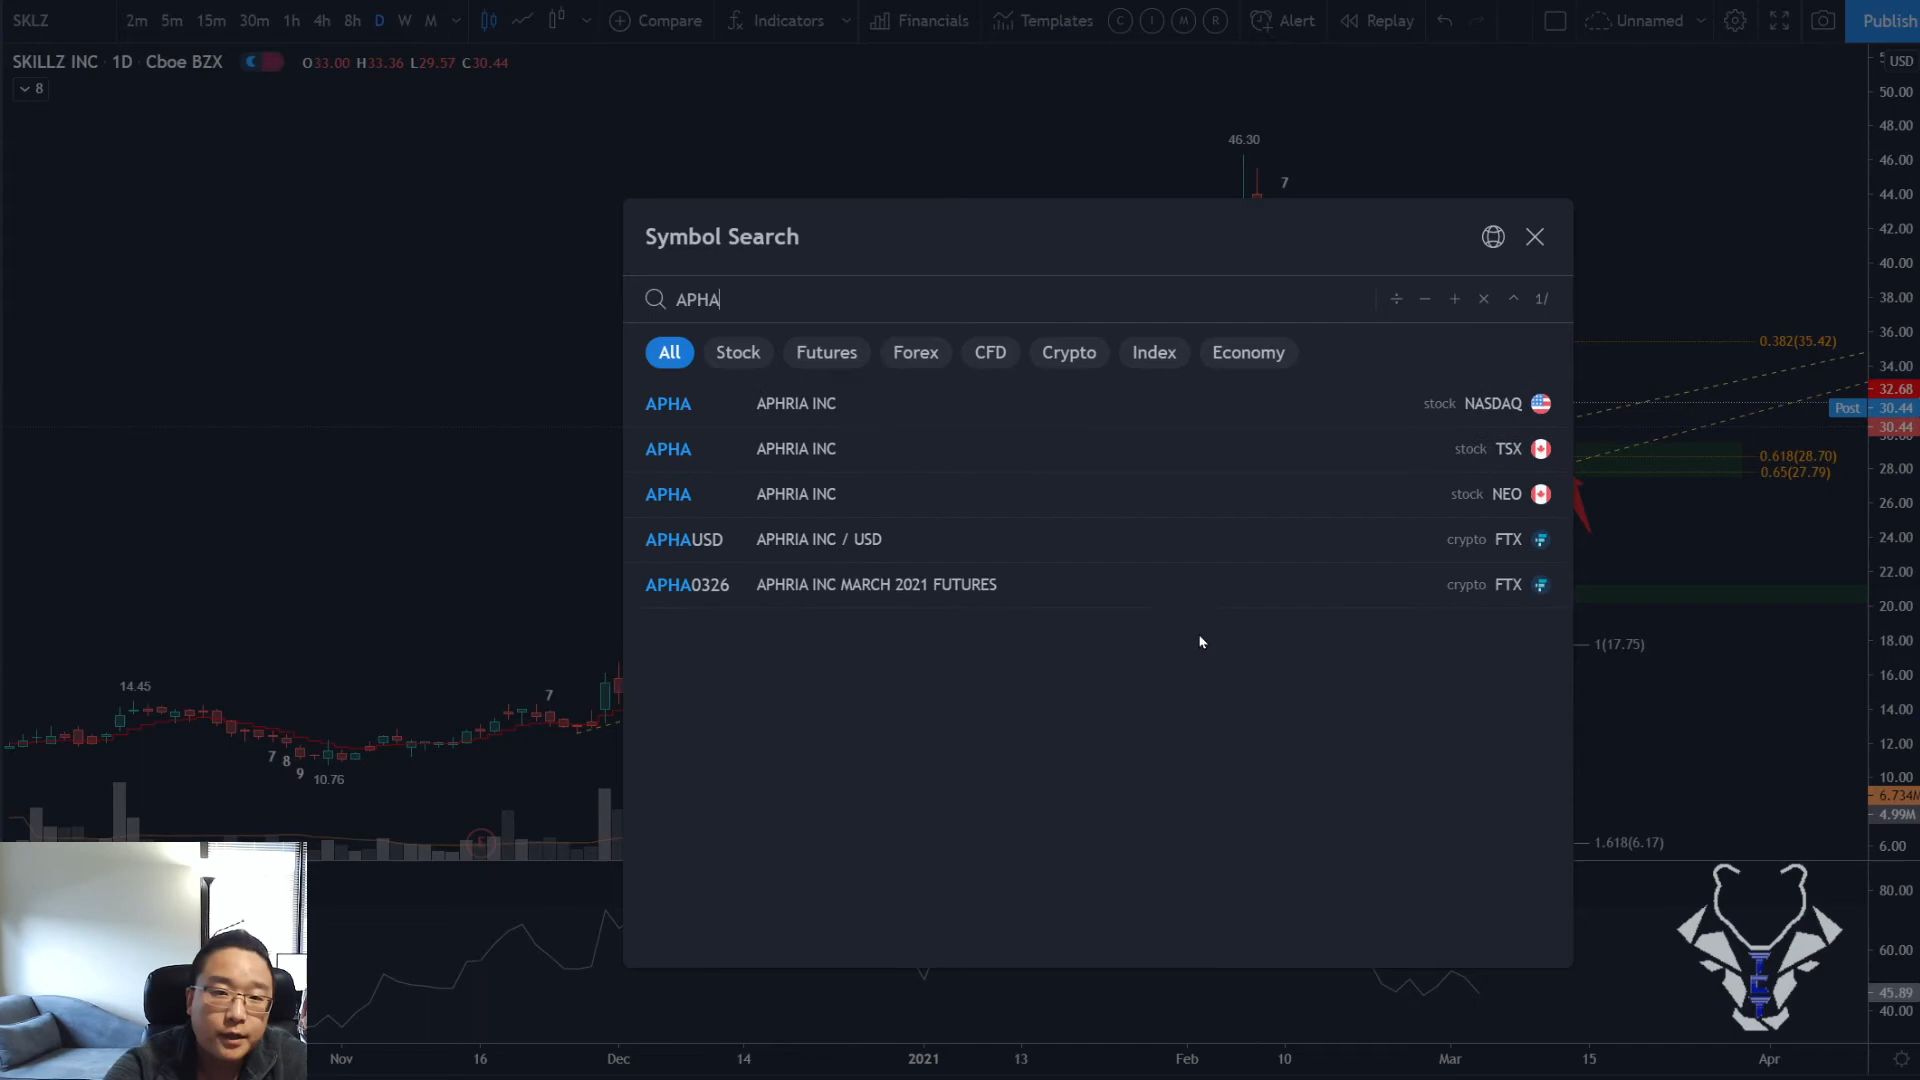 SKLZ 2m 5m 15m 30m 1h 4h 8h D W M Compare Indicators Financials Templates C I M R Alert Replay Unnamed Publish
SKILLZ INC · 1D · Cboe BZX O33.00 H33.36 L29.57 C30.44
8
USD
50.00
48.00
46.30
46.00
7
44.00
42.00
40.00
38.00
36.00
0.382(35.42)
34.00
32.68
Post 30.44
30.44
0.618(28.70)
28.00
0.65(27.79)
26.00
24.00
22.00
20.00
18.00
1(17.75)
16.00
14.00
12.00
10.00
6.734M
4.99M
1.618(6.17)
6.00
Symbol Search
APHA
÷ − + × ^ 1/
All Stock Futures Forex CFD Crypto Index Economy
APHA APHRIA INC stock NASDAQ
APHA APHRIA INC stock TSX
APHA APHRIA INC stock NEO
APHAUSD APHRIA INC / USD crypto FTX
APHA0326 APHRIA INC MARCH 2021 FUTURES crypto FTX
14.45
7
7 8
9 10.76
E
80.00
60.00
45.89
40.00
Nov 16 Dec 14 2021 13 Feb 10 Mar 15 Apr